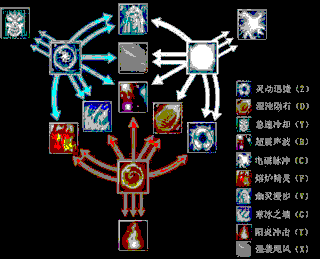 灵动迅捷（Z）
混沌陨石（D）
急速冷却（Y）
超震声波（B）
电磁脉冲（C）
熔炉精灵（F）
幽灵漫步（V）
寒冰之墙（G）
阳炎冲击（T）
强袭飓风（X）